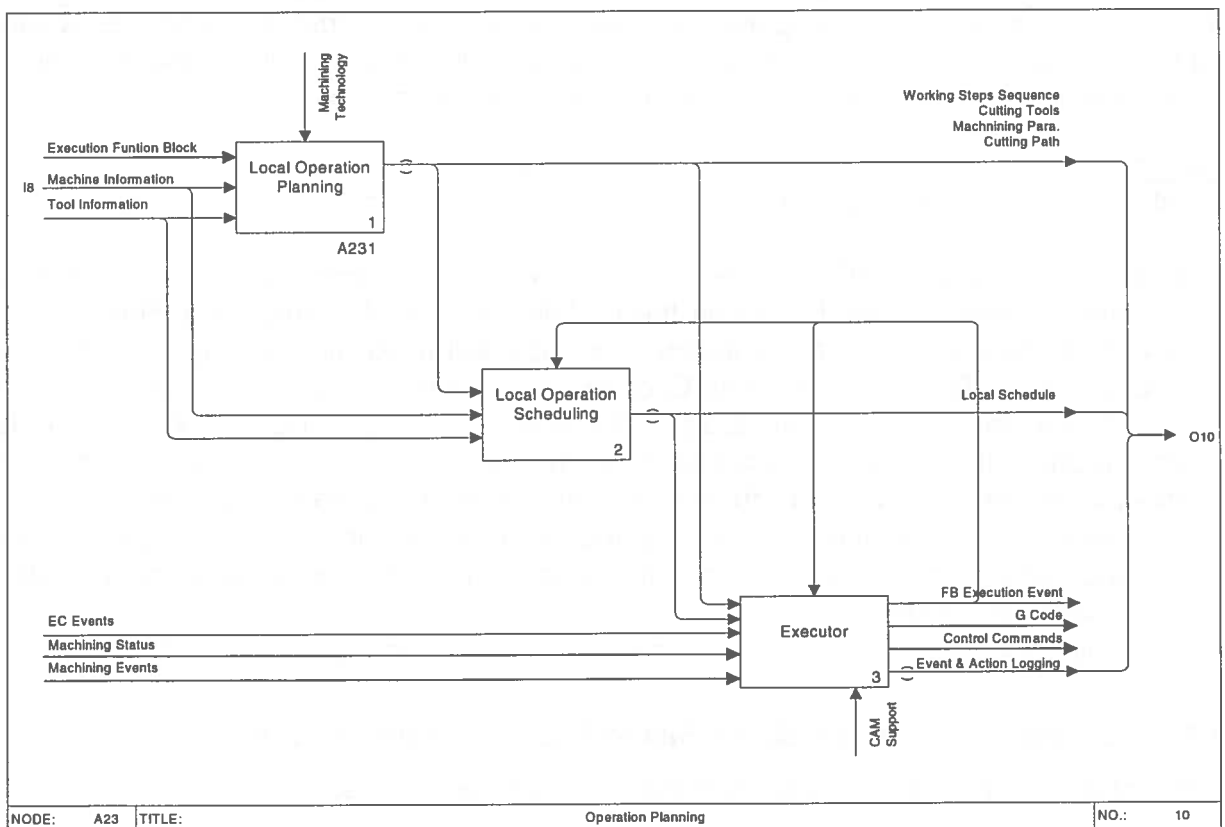 Machining
Technology
Working Steps Sequence
Cutting Tools
Machnining Para.
Cutting Path
Execution Funtion Block
I8
Machine Information
Tool Information
Local Operation
Planning
1
A231
Local Operation
Scheduling
2
Local Schedule
O10
EC Events
Machining Status
Machining Events
Executor
3
FB Execution Event
G Code
Control Commands
Event & Action Logging
CAM
Support
NODE: A23 TITLE: Operation Planning NO.: 10